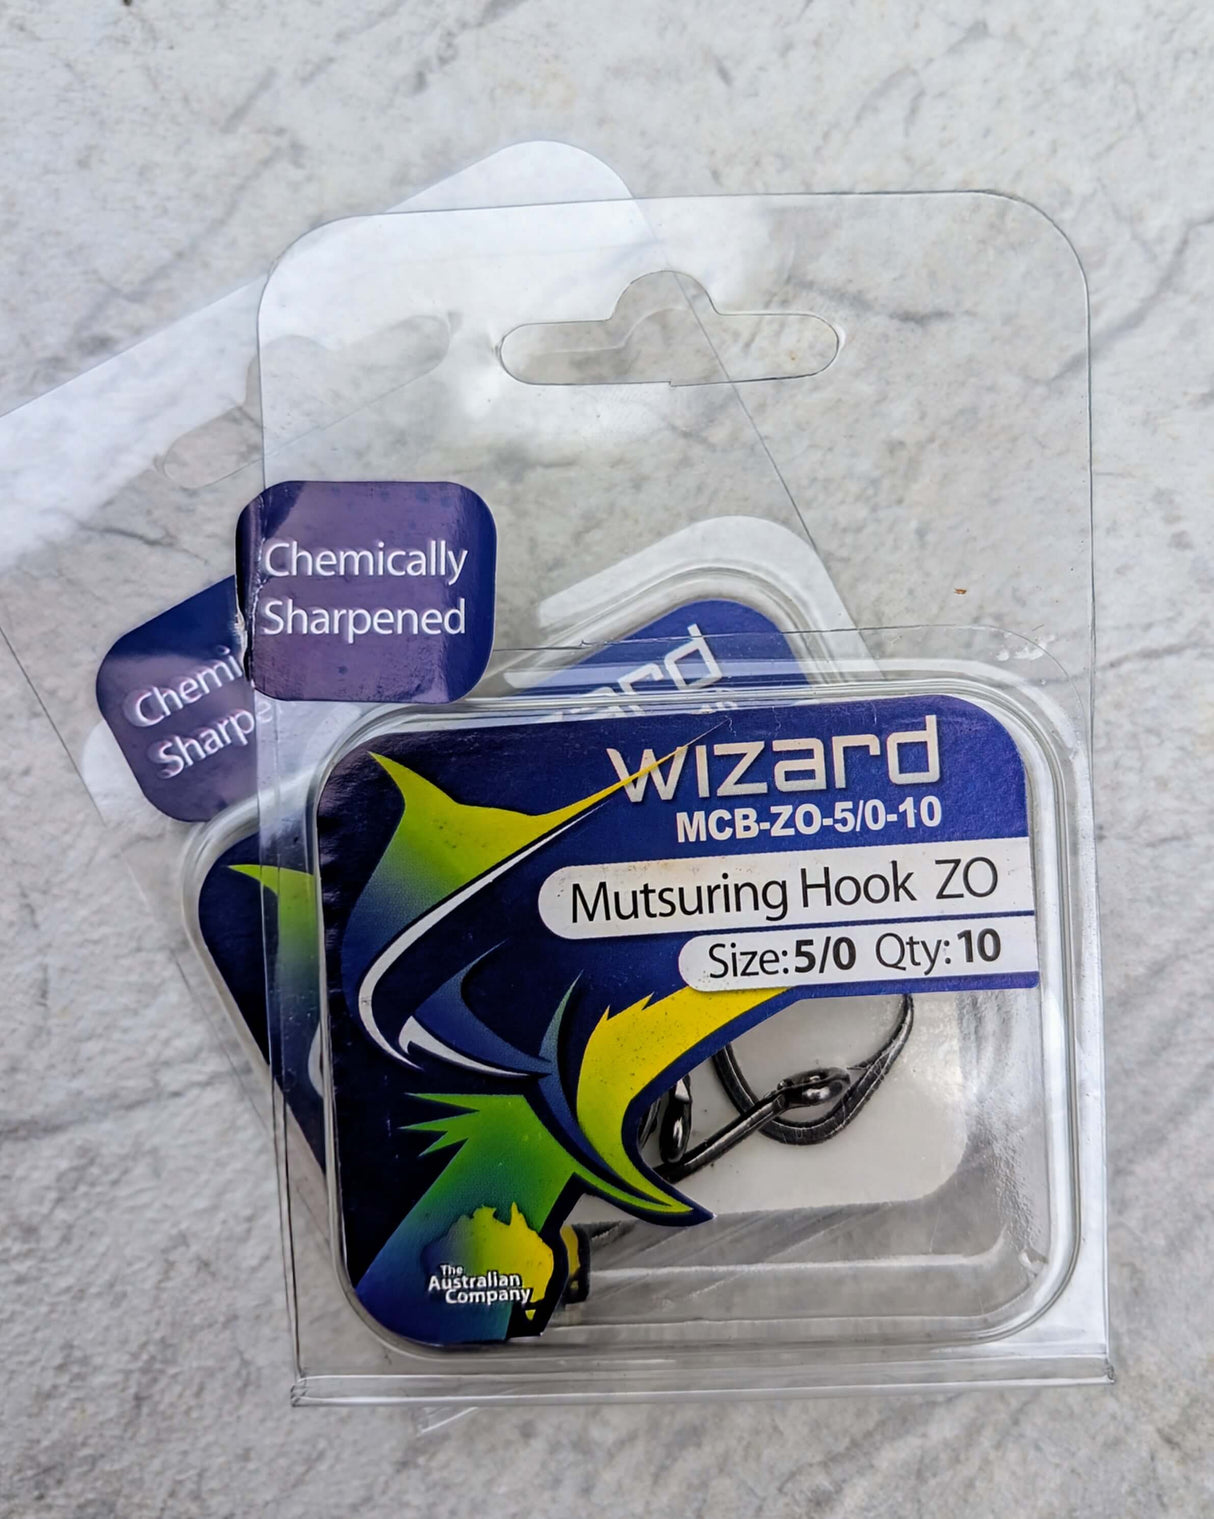 Chemically
Sharpened
Chemi
Sharpe
wizard
MCB-ZO-5/0-10
Mutsuring Hook ZO
Size: 5/0 Qty: 10
The
Australian
Company